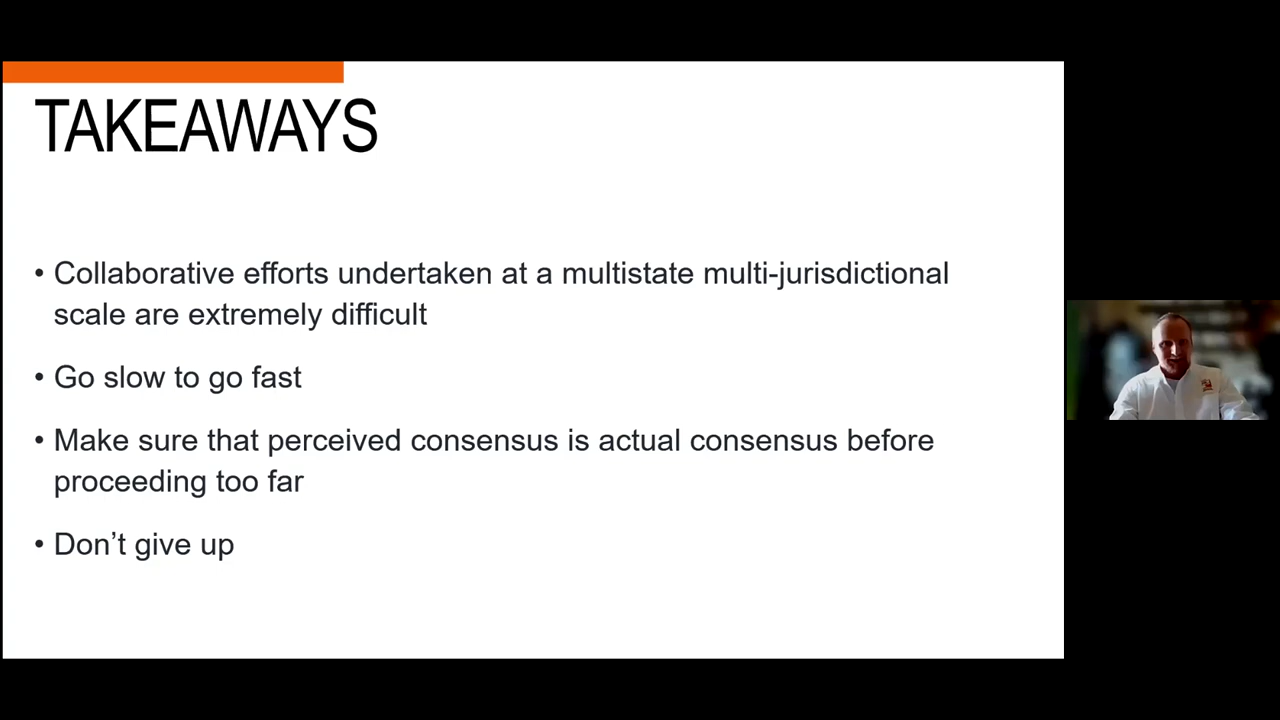 TAKEAWAYS
• Collaborative efforts undertaken at a multistate multi-jurisdictional
scale are extremely difficult
• Go slow to go fast
• Make sure that perceived consensus is actual consensus before
proceeding too far
• Don’t give up